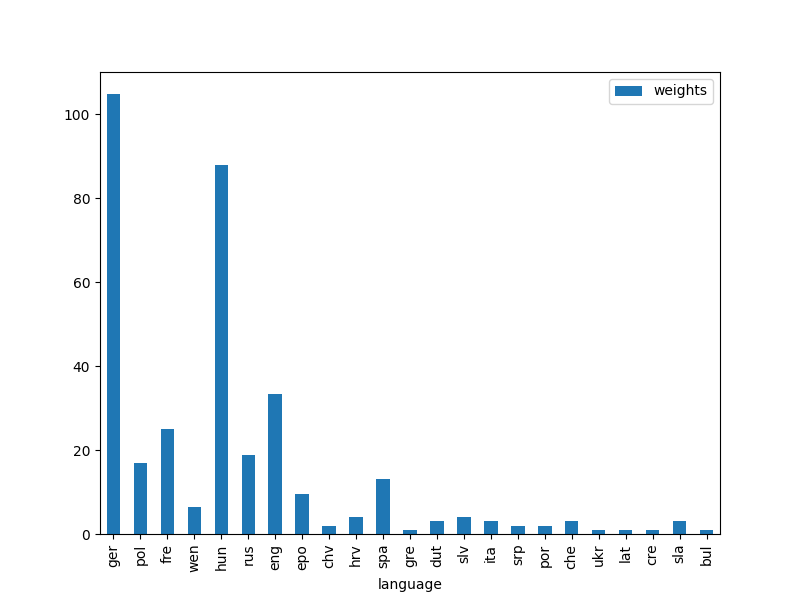 weights
100
80
60
40
20
0
ger pol fre wen hun rus eng epo chv hrv spa gre dut slv ita srp por che ukr lat cre sla bul
language